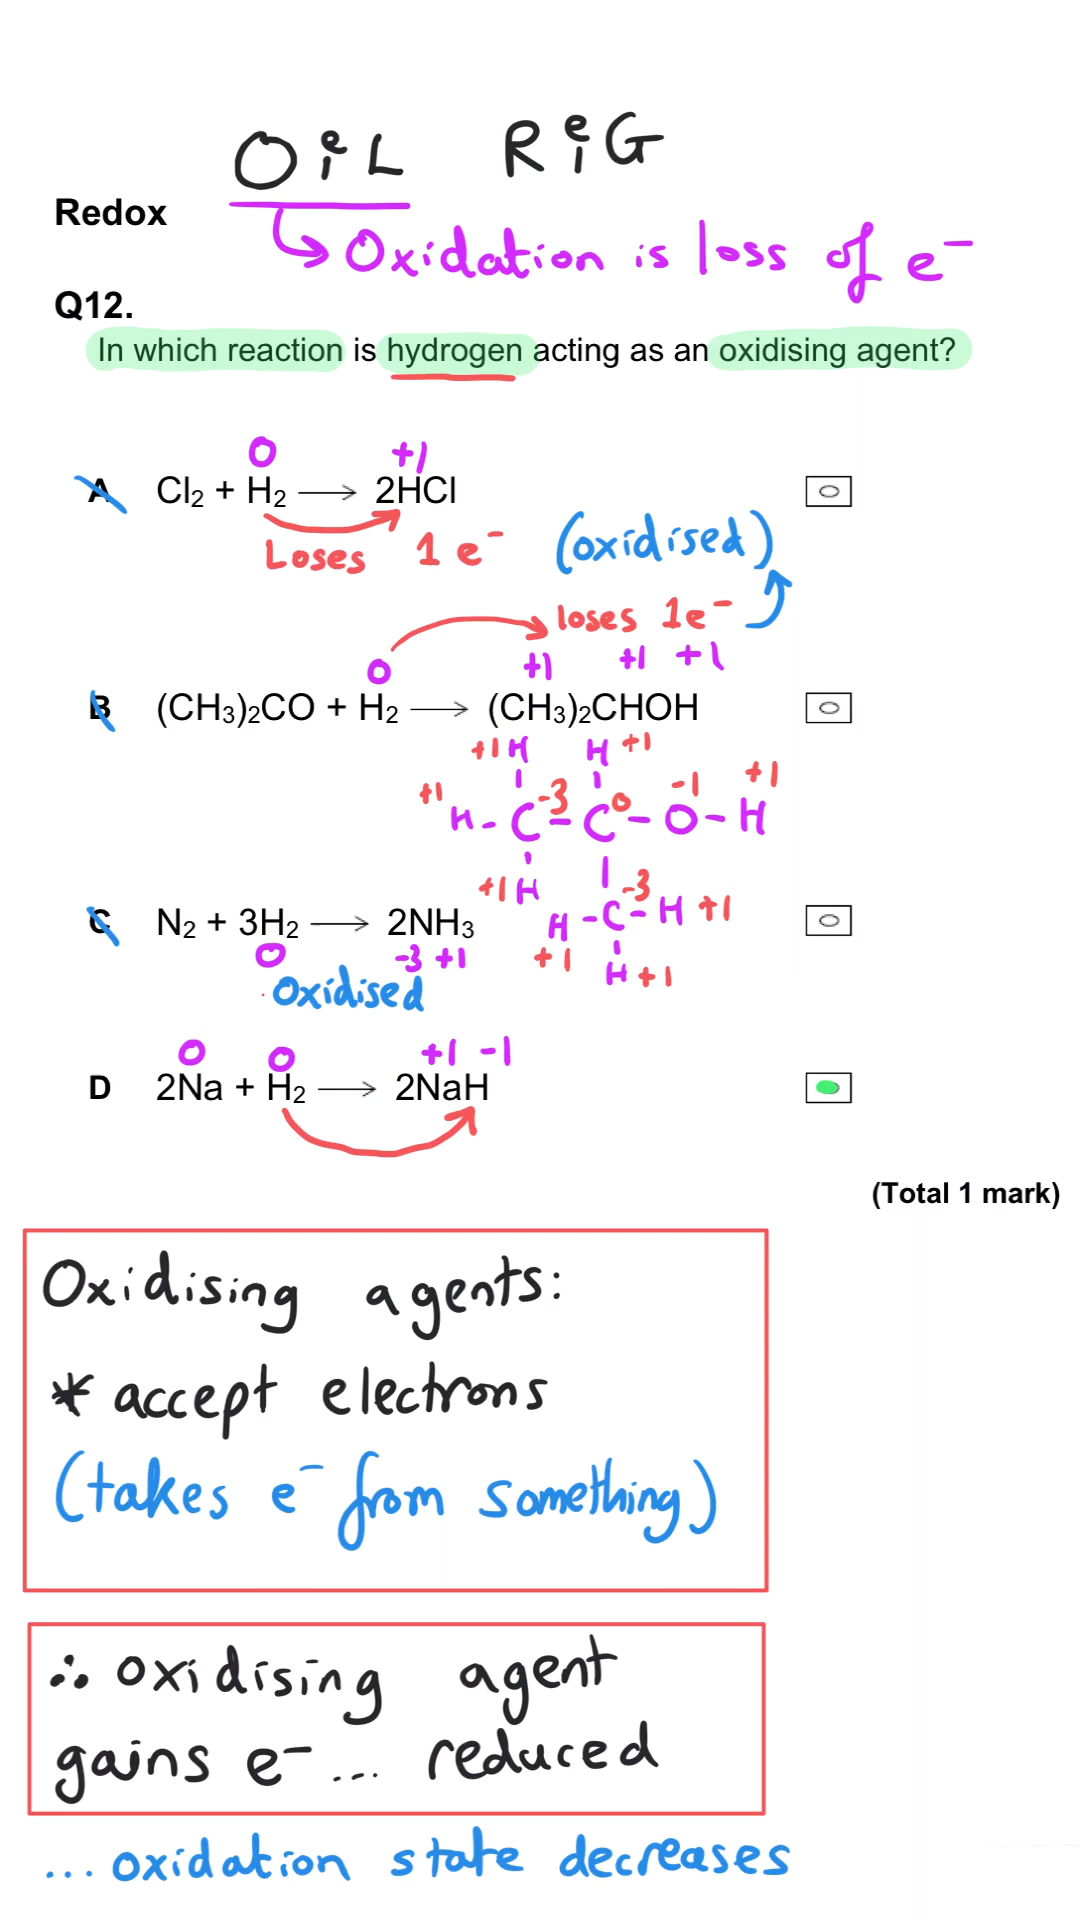 OiL RiG
e e
Redox
Oxidation is loss of e⁻
Q12.
In which reaction is hydrogen acting as an oxidising agent?
0 +1
A Cl₂ + H₂ ⟶ 2HCl
Loses 1 e⁻ (oxidised)
loses 1e⁻
0 +1 +1 +1
B (CH₃)₂CO + H₂ ⟶ (CH₃)₂CHOH
+1 H H +1
+1 -3 0 -1 +1
H - C - C - O - H
+1 H -3
C N₂ + 3H₂ ⟶ 2NH₃ H - C - H +1
0 -3 +1 +1 H +1
Oxidised
0 0 +1 -1
D 2Na + H₂ ⟶ 2NaH
(Total 1 mark)
Oxidising agents:
* accept electrons
(takes e⁻ from something)
∴ oxidising agent
gains e⁻ ... reduced
... oxidation state decreases